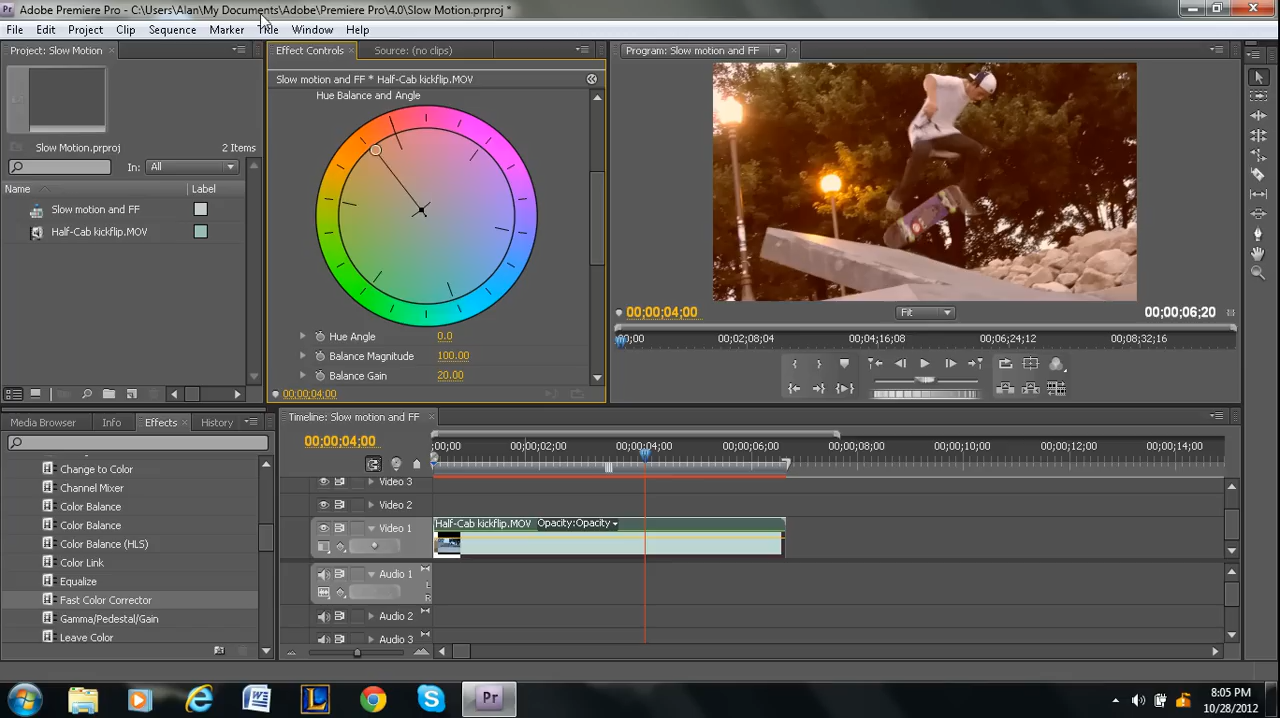 Adobe Premiere Pro - C:\Users\Alan\My Documents\Adobe\Premiere Pro\4.0\Slow Motion.prproj *
File Edit Project Clip Sequence Marker Title Window Help
Project: Slow Motion
Slow Motion.prproj
2 Items
In: All
Name Label
Slow motion and FF
Half-Cab kickflip.MOV
Effect Controls Source: (no clips)
Slow motion and FF * Half-Cab kickflip.MOV
Hue Balance and Angle
Hue Angle 0.0
Balance Magnitude 100.00
Balance Gain 20.00
00;00;04;00
Program: Slow motion and FF
00;00;04;00 Fit 00;00;06;20
00;00 00;02;08;04 00;04;16;08 00;06;24;12 00;08;32;16
Media Browser Info Effects History
Change to Color
Channel Mixer
Color Balance
Color Balance
Color Balance (HLS)
Color Link
Equalize
Fast Color Corrector
Gamma/Pedestal/Gain
Leave Color
Timeline: Slow motion and FF
00;00;04;00
:00;00 00;00;02;00 00;00;04;00 00;00;06;00 00;00;08;00 00;00;10;00 00;00;12;00 00;00;14;00
Video 3
Video 2
Video 1
Half-Cab kickflip.MOV Opacity:Opacity
Audio 1
L
R
Audio 2
Audio 3
W
L
S
Pr
8:05 PM
10/28/2012